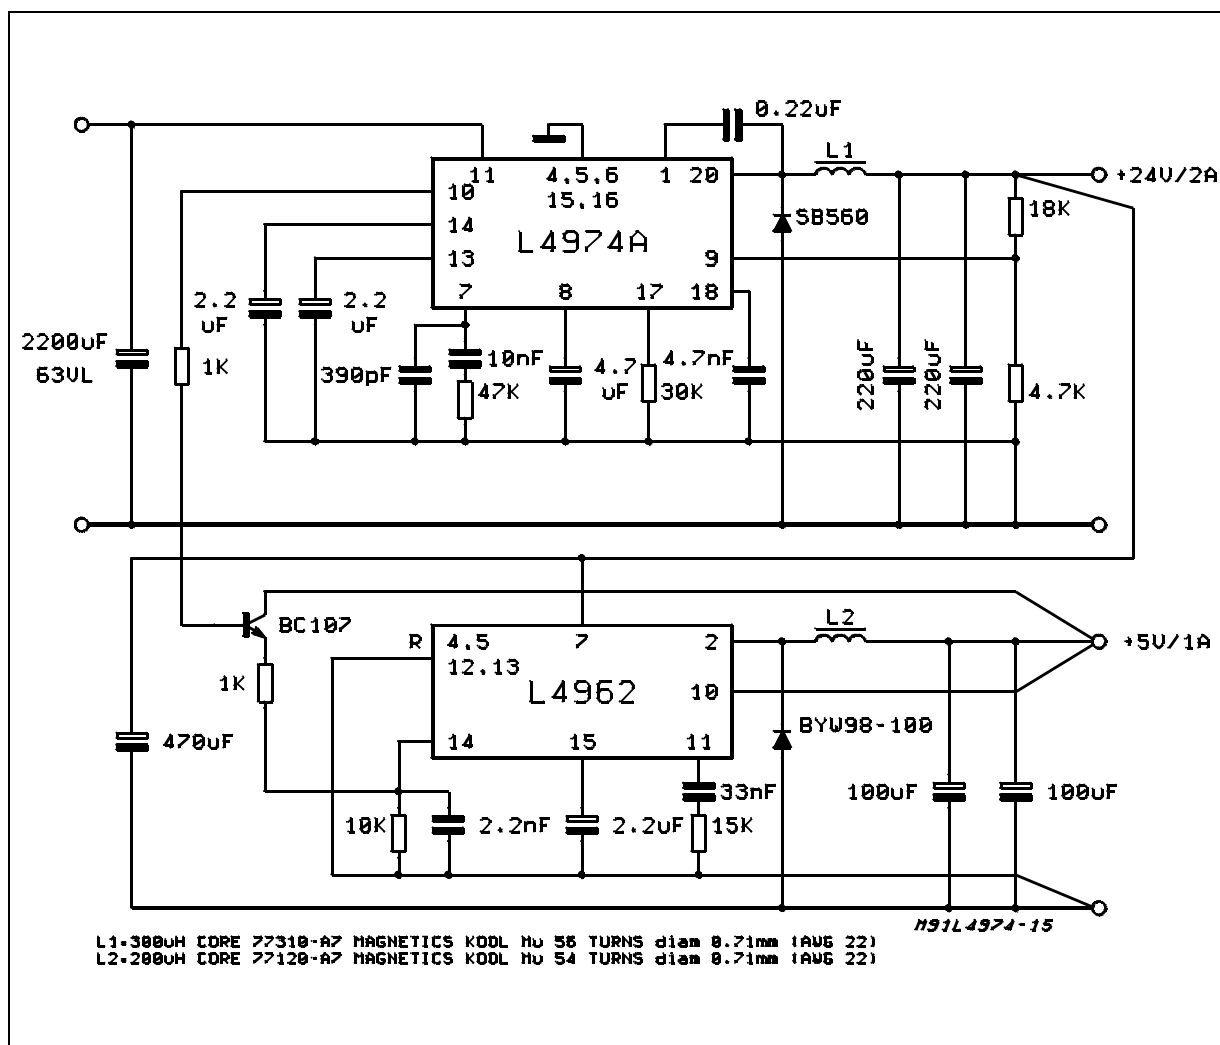 0.22uF
L1
11
4,5,6
1
20
+24V/2A
10
15,16
SB560
18K
14
L4974A
13
9
7
8
17
18
2.2
uF
2.2
uF
2200uF
63VL
1K
390pF
10nF
47K
4.7
uF
30K
4.7nF
220uF
220uF
4.7K
BC107
L2
R
4,5
7
2
+5V/1A
12,13
1K
L4962
10
BYW98-100
470uF
14
15
11
33nF
100uF
100uF
10K
2.2nF
2.2uF
15K
M91L4974-15
L1=300uH CORE 77310-A7 MAGNETICS KOOL Mu 56 TURNS diam 0.71mm (AWG 22)
L2=200uH CORE 77120-A7 MAGNETICS KOOL Mu 54 TURNS diam 0.71mm (AWG 22)